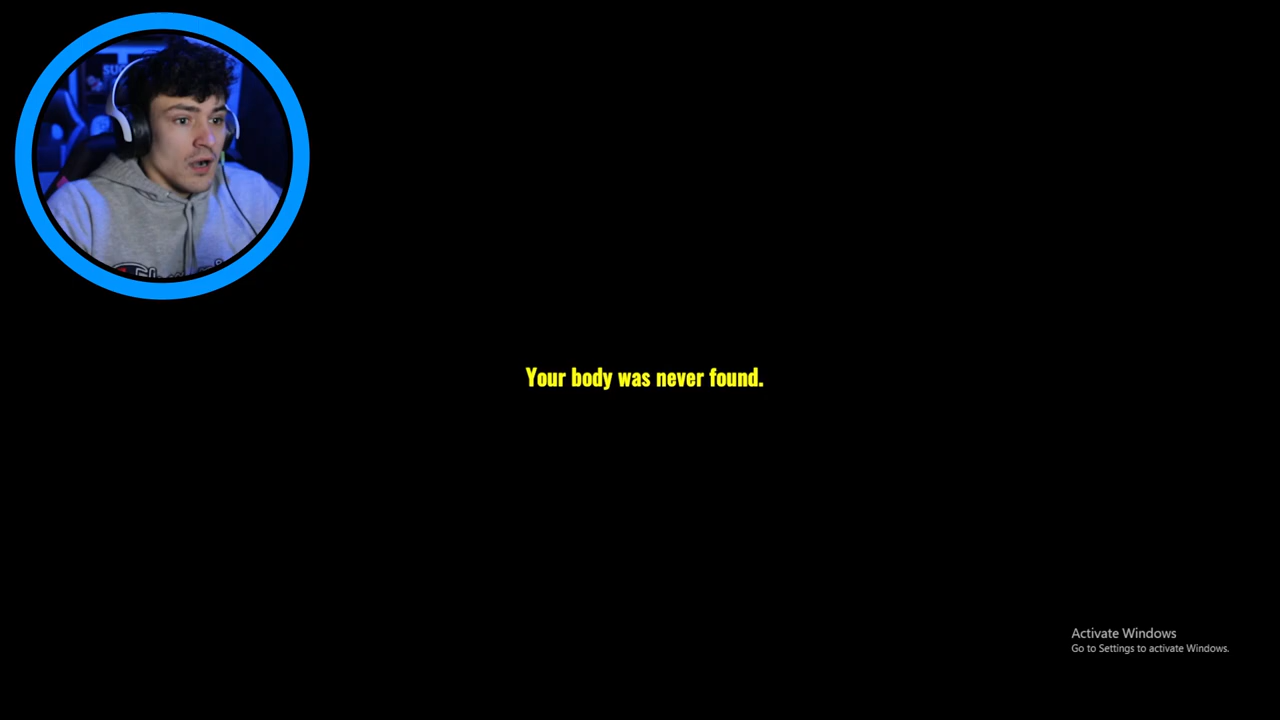 Your body was never found.
Activate Windows
Go to Settings to activate Windows.